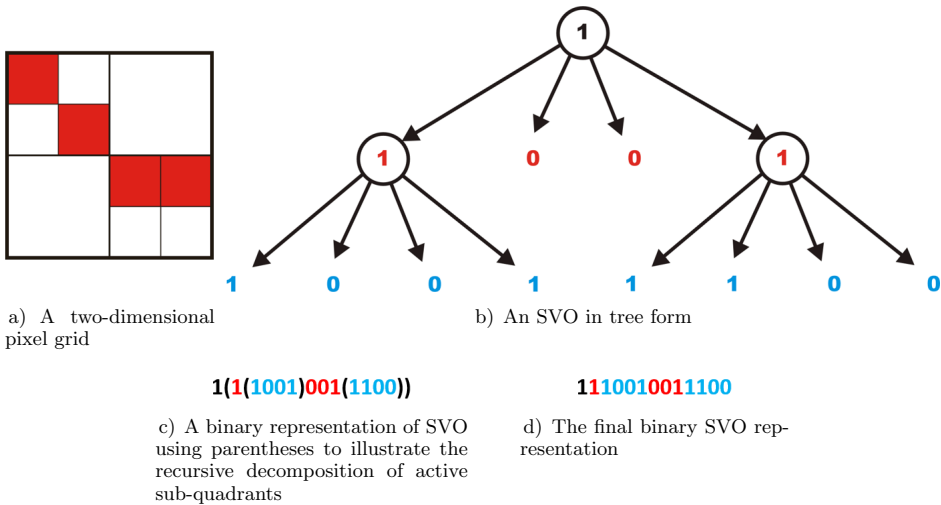 1
1 0 0 1
1 0 0 1 1 1 0 0
a) A two-dimensional
pixel grid
b) An SVO in tree form
1(1(1001)001(1100))
1110010011100
c) A binary representation of SVO
using parentheses to illustrate the
recursive decomposition of active
sub-quadrants
d) The final binary SVO rep-
resentation